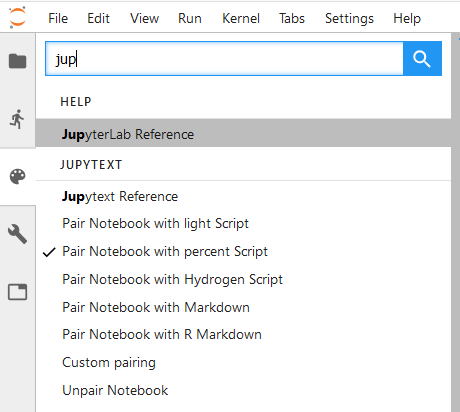 File Edit View Run Kernel Tabs Settings Help
jup
HELP
JupyterLab Reference
JUPYTEXT
Jupytext Reference
Pair Notebook with light Script
Pair Notebook with percent Script
Pair Notebook with Hydrogen Script
Pair Notebook with Markdown
Pair Notebook with R Markdown
Custom pairing
Unpair Notebook